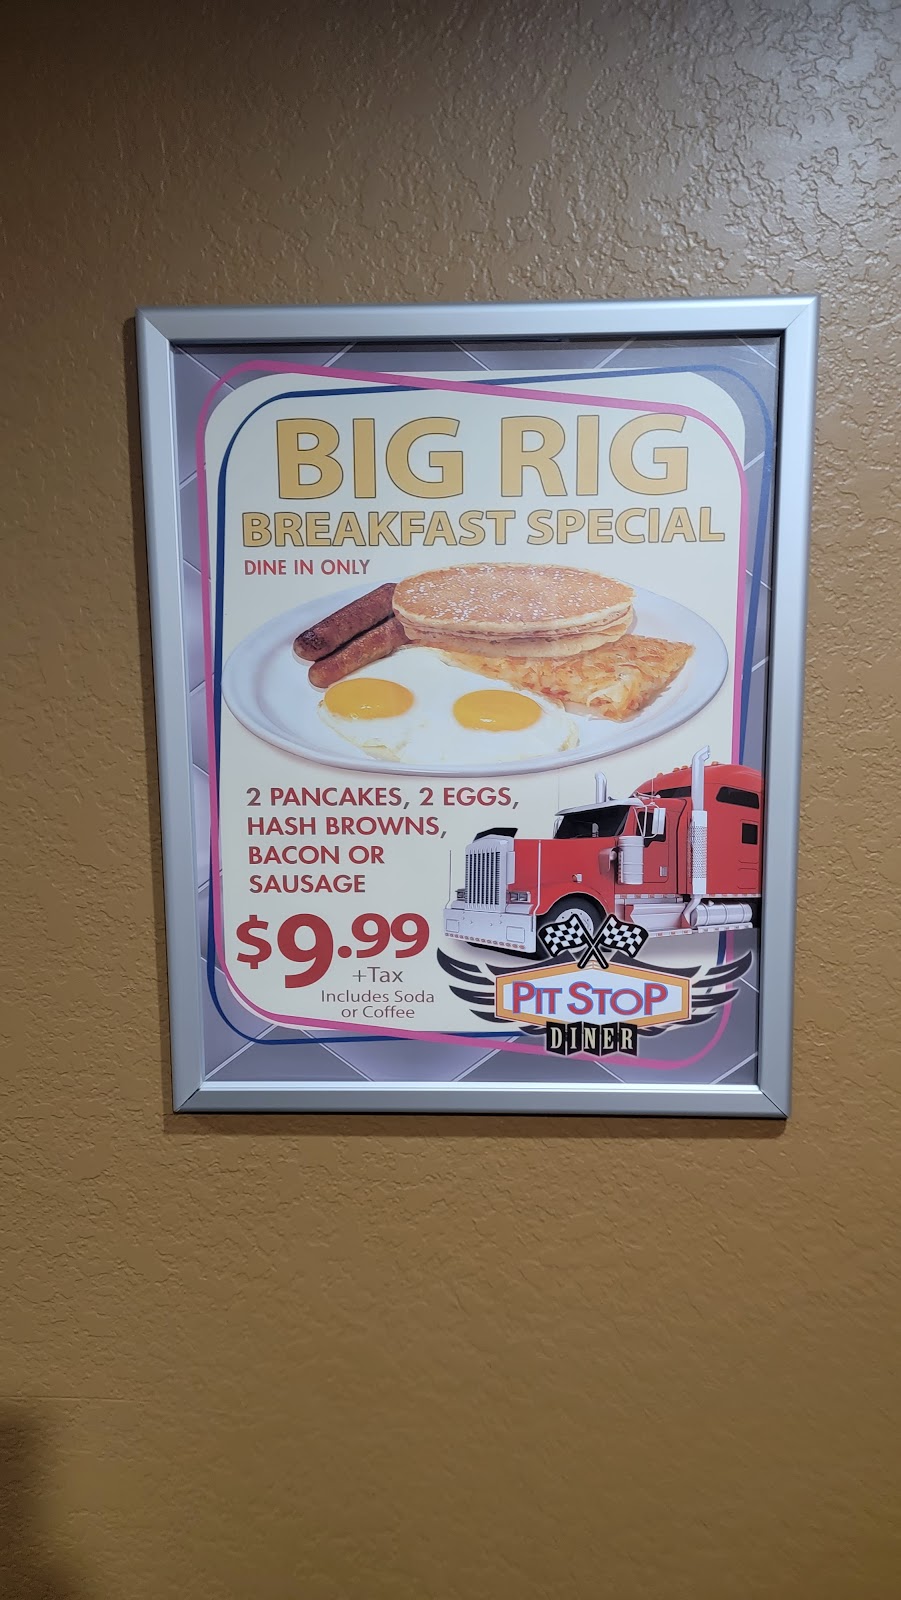 BIG RIG
BREAKFAST SPECIAL
DINE IN ONLY
2 PANCAKES, 2 EGGS,
HASH BROWNS,
BACON OR
SAUSAGE
$9.99
+Tax
Includes Soda
or Coffee
PIT STOP
DINER